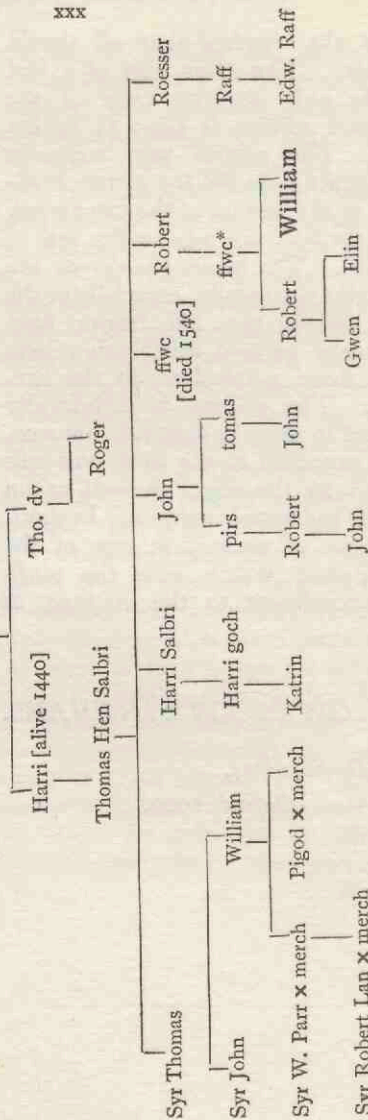 xxx
Harri [alive 1440] Tho. dv
Thomas Hen Salbri Roger
Syr Thomas Harri Salbri John ffwc Robert Roesser
[died 1540]
Syr John William Harri goch pirs tomas ffwc* Raff
Syr W. Parr x merch Pigod x merch Katrin Robert John Robert William Edw. Raff
Syr Robert Lan x merch John Gwen Elin